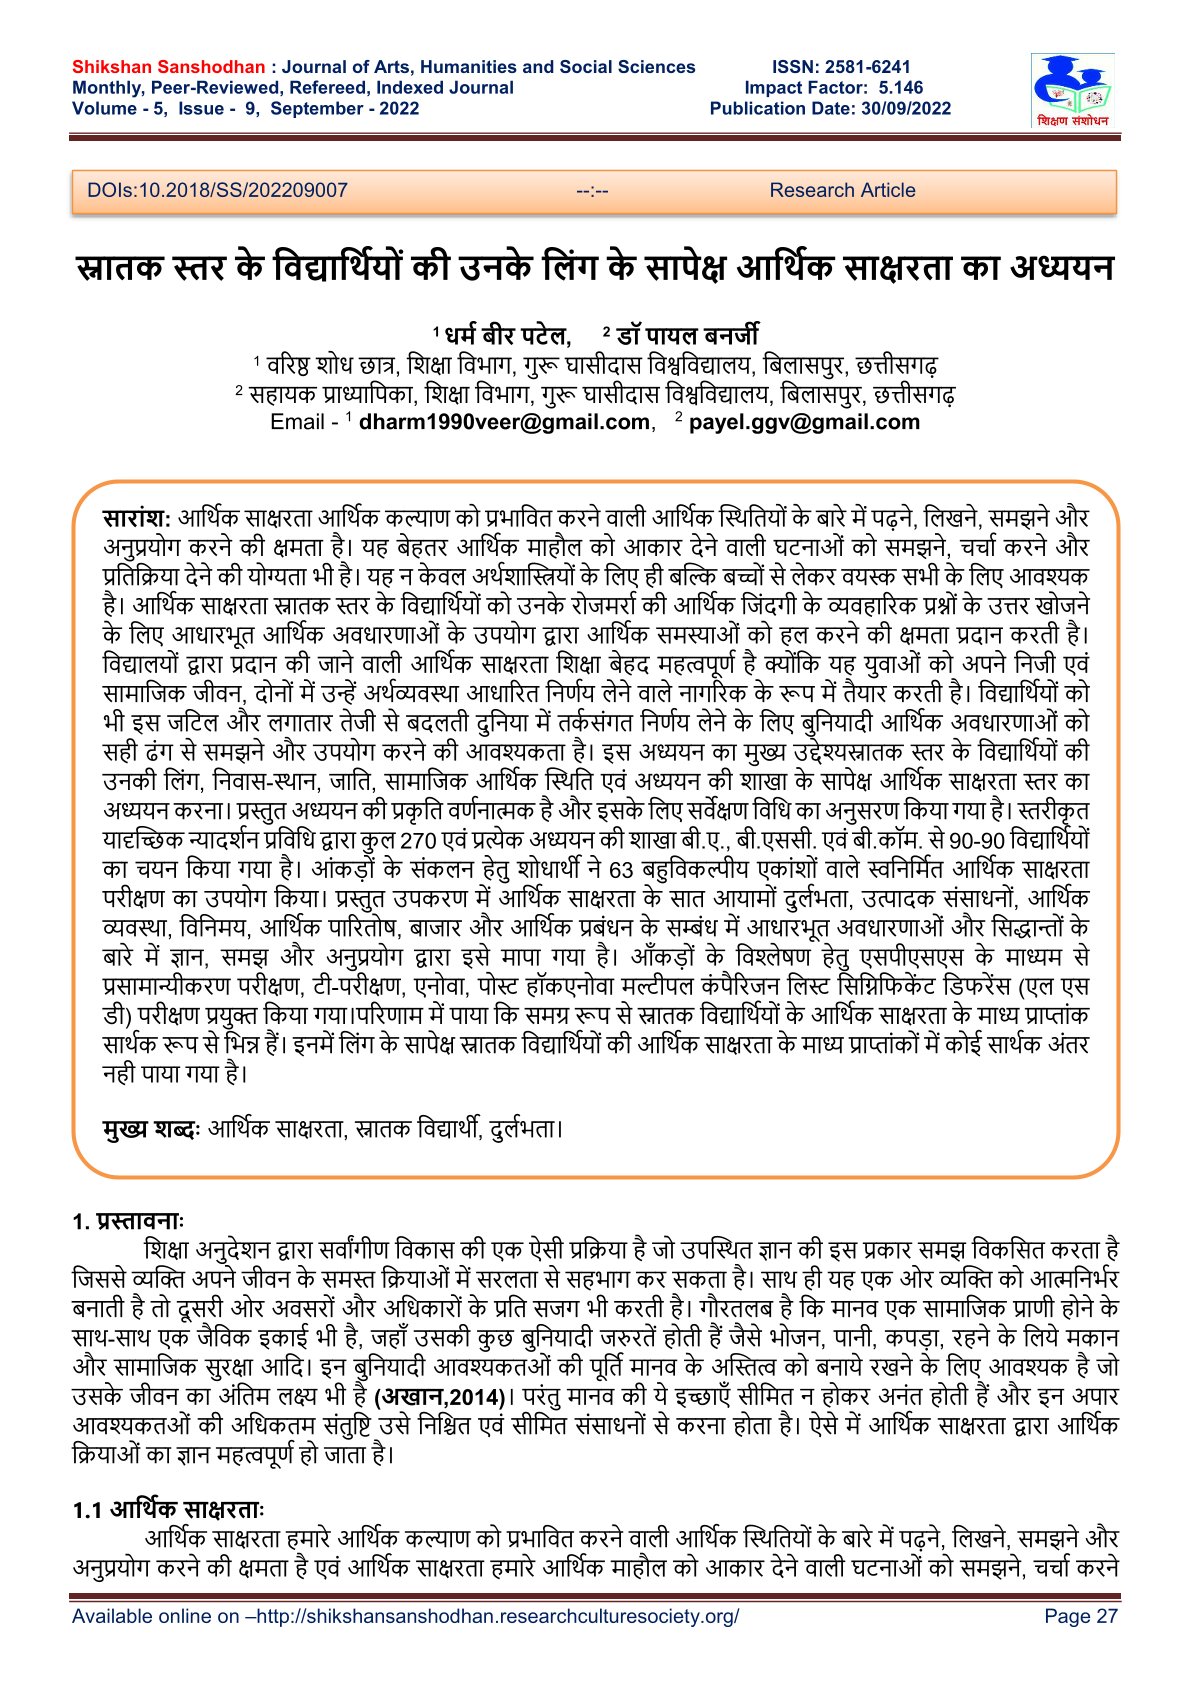 Shikshan Sanshodhan : Journal of Arts, Humanities and Social Sciences ISSN: 2581-6241
Monthly, Peer-Reviewed, Refereed, Indexed Journal Impact Factor: 5.146
Volume - 5, Issue - 9, September - 2022 Publication Date: 30/09/2022
शिक्षण संशोधन
DOIs:10.2018/SS/202209007 --:-- Research Article
स्नातक स्तर के विद्यार्थियों की उनके लिंग के सापेक्ष आर्थिक साक्षरता का अध्ययन
1 धर्म बीर पटेल, 2 डॉ पायल बनर्जी
1 वरिष्ठ शोध छात्र, शिक्षा विभाग, गुरू घासीदास विश्वविद्यालय, बिलासपुर, छत्तीसगढ़
2 सहायक प्राध्यापिका, शिक्षा विभाग, गुरू घासीदास विश्वविद्यालय, बिलासपुर, छत्तीसगढ़
Email - 1 dharm1990veer@gmail.com, 2 payel.ggv@gmail.com
सारांश: आर्थिक साक्षरता आर्थिक कल्याण को प्रभावित करने वाली आर्थिक स्थितियों के बारे में पढ़ने, लिखने, समझने और
अनुप्रयोग करने की क्षमता है। यह बेहतर आर्थिक माहौल को आकार देने वाली घटनाओं को समझने, चर्चा करने और
प्रतिक्रिया देने की योग्यता भी है। यह न केवल अर्थशास्त्रियों के लिए ही बल्कि बच्चों से लेकर वयस्क सभी के लिए आवश्यक
है। आर्थिक साक्षरता स्नातक स्तर के विद्यार्थियों को उनके रोजमर्रा की आर्थिक जिंदगी के व्यवहारिक प्रश्नों के उत्तर खोजने
के लिए आधारभूत आर्थिक अवधारणाओं के उपयोग द्वारा आर्थिक समस्याओं को हल करने की क्षमता प्रदान करती है।
विद्यालयों द्वारा प्रदान की जाने वाली आर्थिक साक्षरता शिक्षा बेहद महत्वपूर्ण है क्योंकि यह युवाओं को अपने निजी एवं
सामाजिक जीवन, दोनों में उन्हें अर्थव्यवस्था आधारित निर्णय लेने वाले नागरिक के रूप में तैयार करती है। विद्यार्थियों को
भी इस जटिल और लगातार तेजी से बदलती दुनिया में तर्कसंगत निर्णय लेने के लिए बुनियादी आर्थिक अवधारणाओं को
सही ढंग से समझने और उपयोग करने की आवश्यकता है। इस अध्ययन का मुख्य उद्देश्यस्नातक स्तर के विद्यार्थियों की
उनकी लिंग, निवास-स्थान, जाति, सामाजिक आर्थिक स्थिति एवं अध्ययन की शाखा के सापेक्ष आर्थिक साक्षरता स्तर का
अध्ययन करना। प्रस्तुत अध्ययन की प्रकृति वर्णनात्मक है और इसके लिए सर्वेक्षण विधि का अनुसरण किया गया है। स्तरीकृत
यादृच्छिक न्यादर्शन प्रविधि द्वारा कुल 270 एवं प्रत्येक अध्ययन की शाखा बी.ए., बी.एससी. एवं बी.कॉम. से 90-90 विद्यार्थियों
का चयन किया गया है। आंकड़ों के संकलन हेतु शोधार्थी ने 63 बहुविकल्पीय एकांशों वाले स्वनिर्मित आर्थिक साक्षरता
परीक्षण का उपयोग किया। प्रस्तुत उपकरण में आर्थिक साक्षरता के सात आयामों दुर्लभता, उत्पादक संसाधनों, आर्थिक
व्यवस्था, विनिमय, आर्थिक पारितोष, बाजार और आर्थिक प्रबंधन के सम्बंध में आधारभूत अवधारणाओं और सिद्धान्तों के
बारे में ज्ञान, समझ और अनुप्रयोग द्वारा इसे मापा गया है। आँकड़ों के विश्लेषण हेतु एसपीएसएस के माध्यम से
प्रसामान्यीकरण परीक्षण, टी-परीक्षण, एनोवा, पोस्ट हॉकएनोवा मल्टीपल कंपैरिजन लिस्ट सिग्निफिकेंट डिफरेंस (एल एस
डी) परीक्षण प्रयुक्त किया गया।परिणाम में पाया कि समग्र रूप से स्नातक विद्यार्थियों के आर्थिक साक्षरता के माध्य प्राप्तांक
सार्थक रूप से भिन्न हैं। इनमें लिंग के सापेक्ष स्नातक विद्यार्थियों की आर्थिक साक्षरता के माध्य प्राप्तांकों में कोई सार्थक अंतर
नही पाया गया है।
मुख्य शब्दः आर्थिक साक्षरता, स्नातक विद्यार्थी, दुर्लभता।
1. प्रस्तावनाः
शिक्षा अनुदेशन द्वारा सर्वांगीण विकास की एक ऐसी प्रक्रिया है जो उपस्थित ज्ञान की इस प्रकार समझ विकसित करता है
जिससे व्यक्ति अपने जीवन के समस्त क्रियाओं में सरलता से सहभाग कर सकता है। साथ ही यह एक ओर व्यक्ति को आत्मनिर्भर
बनाती है तो दूसरी ओर अवसरों और अधिकारों के प्रति सजग भी करती है। गौरतलब है कि मानव एक सामाजिक प्राणी होने के
साथ-साथ एक जैविक इकाई भी है, जहाँ उसकी कुछ बुनियादी जरुरतें होती हैं जैसे भोजन, पानी, कपड़ा, रहने के लिये मकान
और सामाजिक सुरक्षा आदि। इन बुनियादी आवश्यकतओं की पूर्ति मानव के अस्तित्व को बनाये रखने के लिए आवश्यक है जो
उसके जीवन का अंतिम लक्ष्य भी है (अखान,2014)। परंतु मानव की ये इच्छाएँ सीमित न होकर अनंत होती हैं और इन अपार
आवश्यकतओं की अधिकतम संतुष्टि उसे निश्चित एवं सीमित संसाधनों से करना होता है। ऐसे में आर्थिक साक्षरता द्वारा आर्थिक
क्रियाओं का ज्ञान महत्वपूर्ण हो जाता है।
1.1 आर्थिक साक्षरताः
आर्थिक साक्षरता हमारे आर्थिक कल्याण को प्रभावित करने वाली आर्थिक स्थितियों के बारे में पढ़ने, लिखने, समझने और
अनुप्रयोग करने की क्षमता है एवं आर्थिक साक्षरता हमारे आर्थिक माहौल को आकार देने वाली घटनाओं को समझने, चर्चा करने
Available online on –http://shikshansanshodhan.researchculturesociety.org/ Page 27